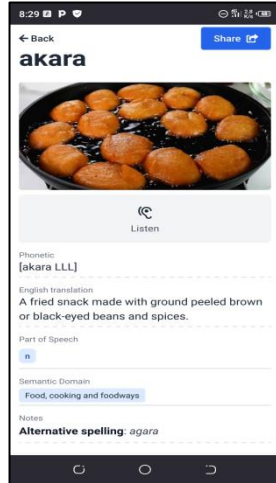 8:29
← Back
Share
akara
Listen
Phonetic
[akara LLL]
English translation
A fried snack made with ground peeled brown
or black-eyed beans and spices.
Part of Speech
n
Semantic Domain
Food, cooking and foodways
Notes
Alternative spelling: agara